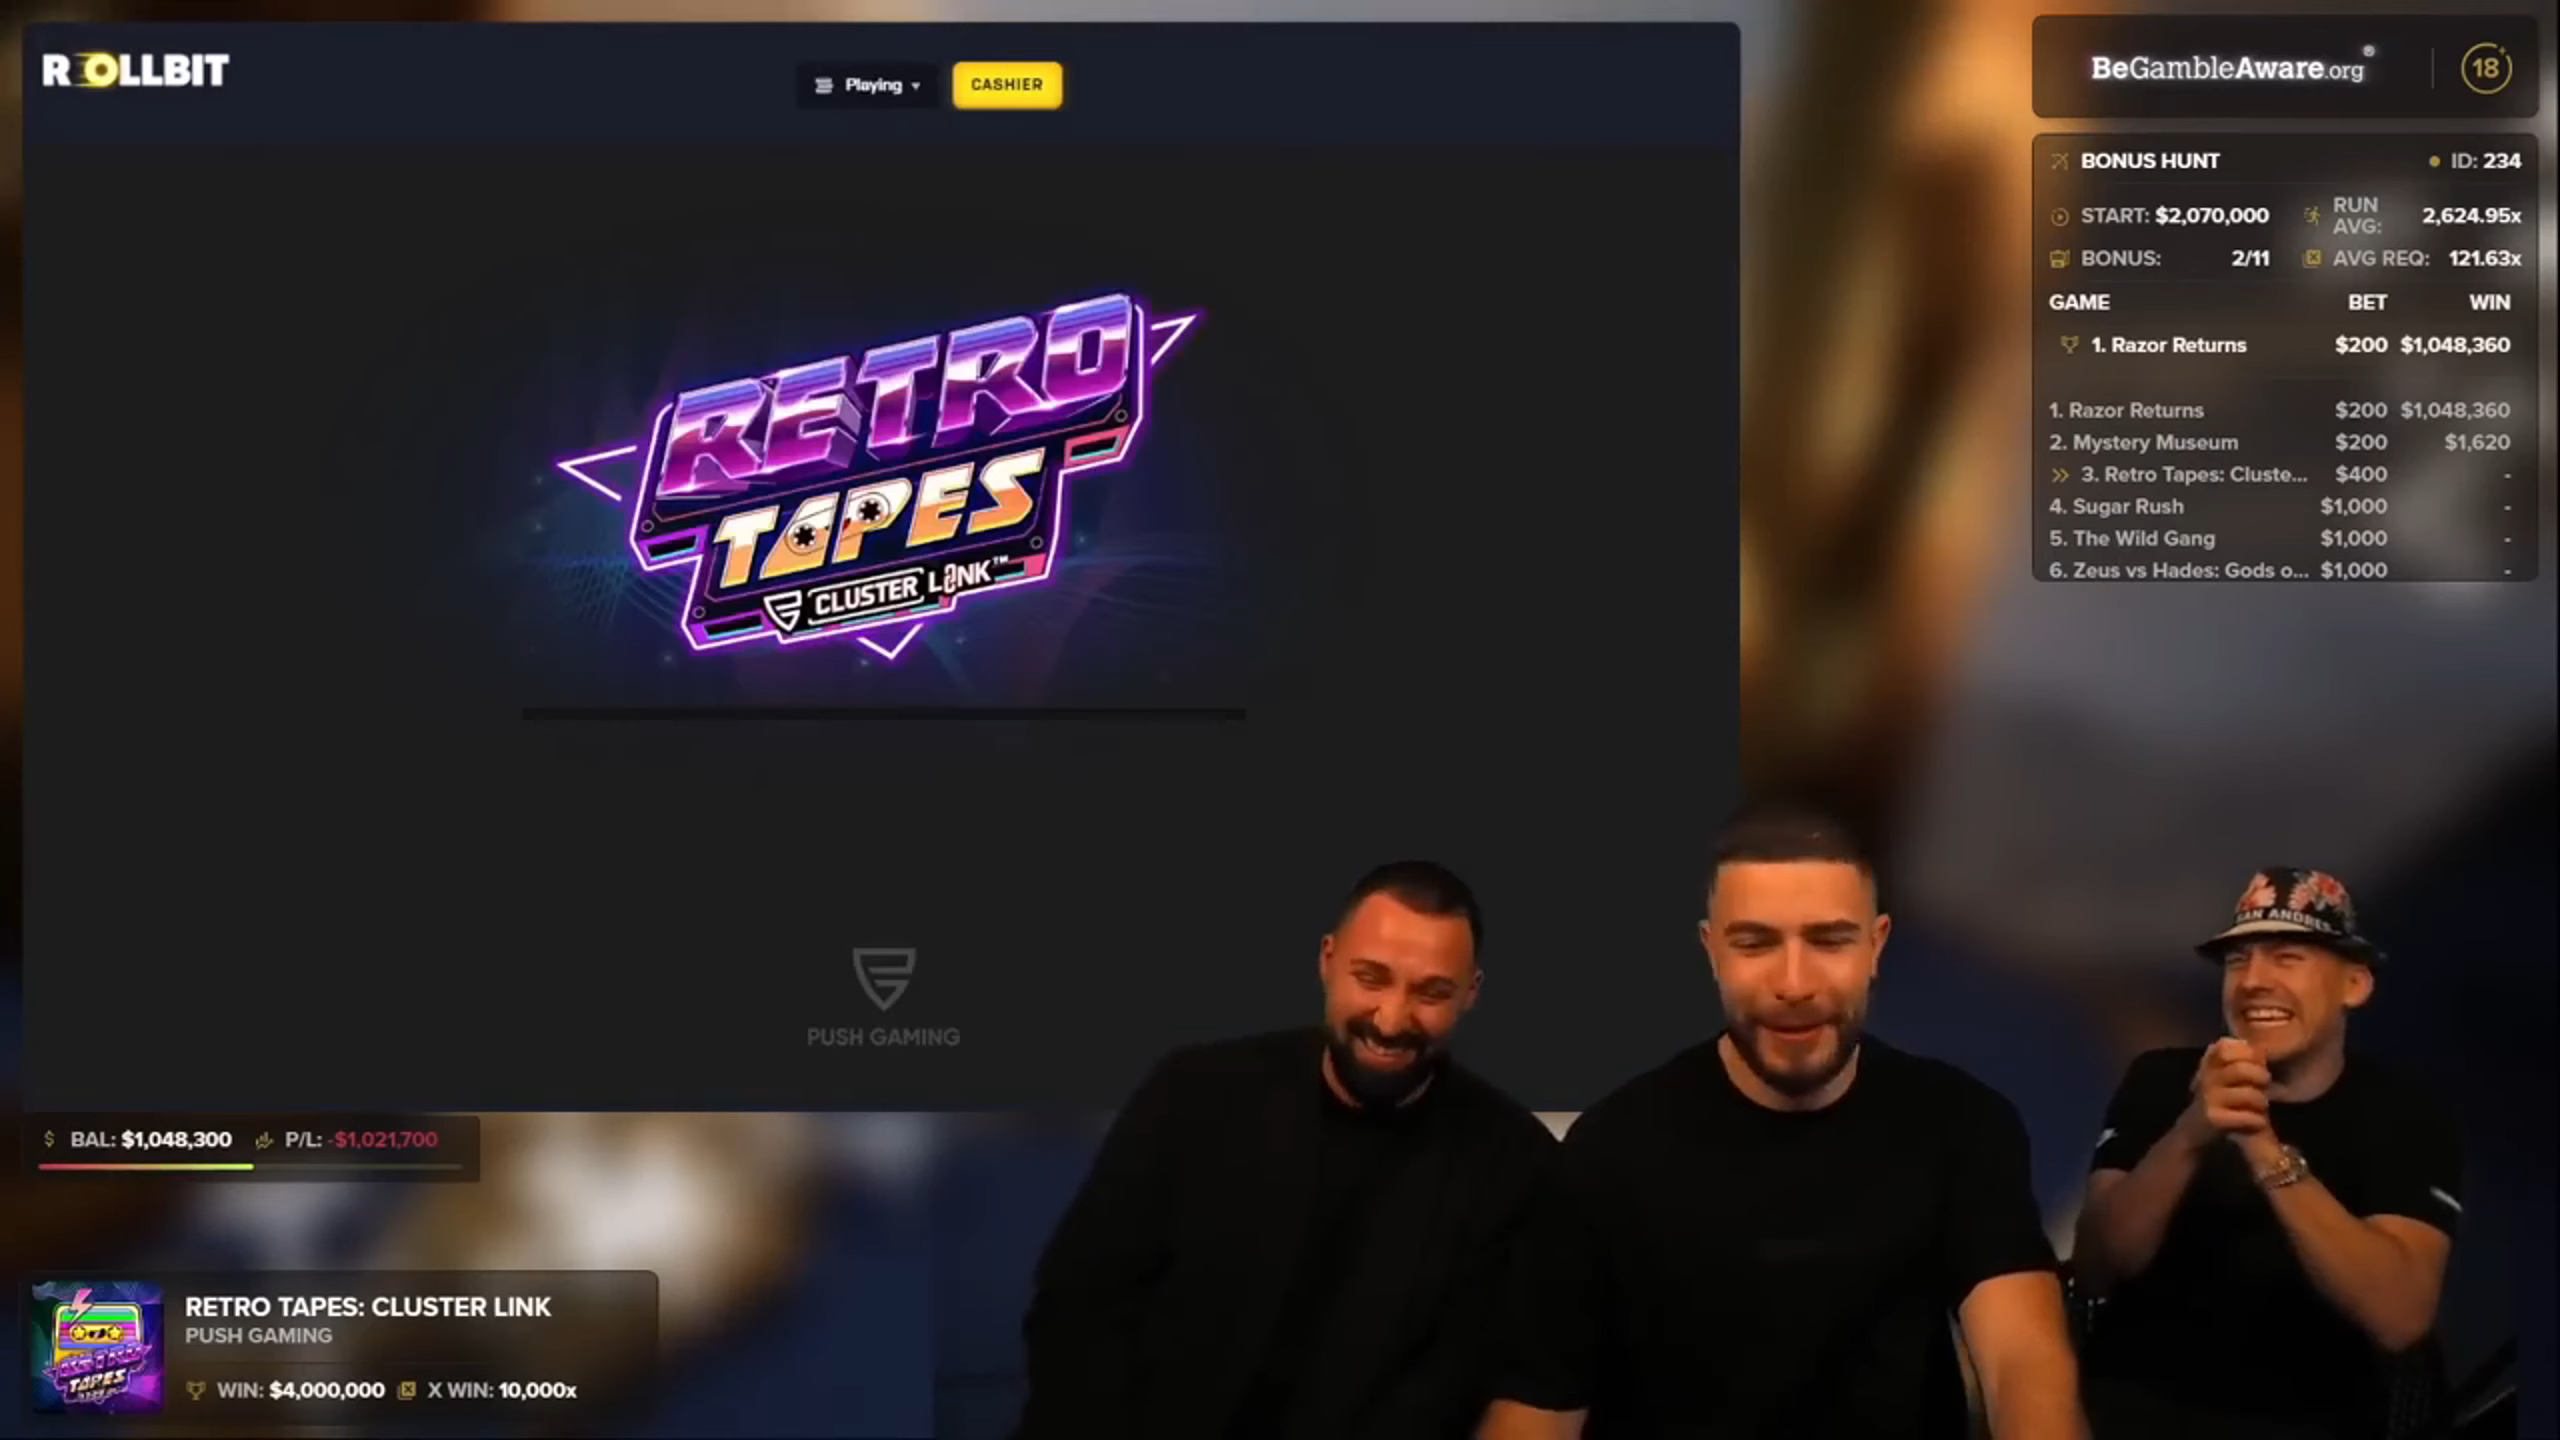 ROLLBIT
Playing
CASHIER
BeGambleAware.org®
18+
BONUS HUNT
ID: 234
START: $2,070,000
RUN AVG: 2,624.95x
BONUS: 2/11
AVG REQ: 121.63x
GAME BET WIN
1. Razor Returns $200 $1,048,360
1. Razor Returns $200 $1,048,360
2. Mystery Museum $200 $1,620
3. Retro Tapes: Cluste... $400 -
4. Sugar Rush $1,000 -
5. The Wild Gang $1,000 -
6. Zeus vs Hades: Gods o... $1,000 -
RETRO
TAPES
CLUSTER LINK™
PUSH GAMING
SAN ANDRES
BAL: $1,048,300 P/L: -$1,021,700
RETRO TAPES: CLUSTER LINK
PUSH GAMING
WIN: $4,000,000 X WIN: 10,000x
RETRO
TAPES